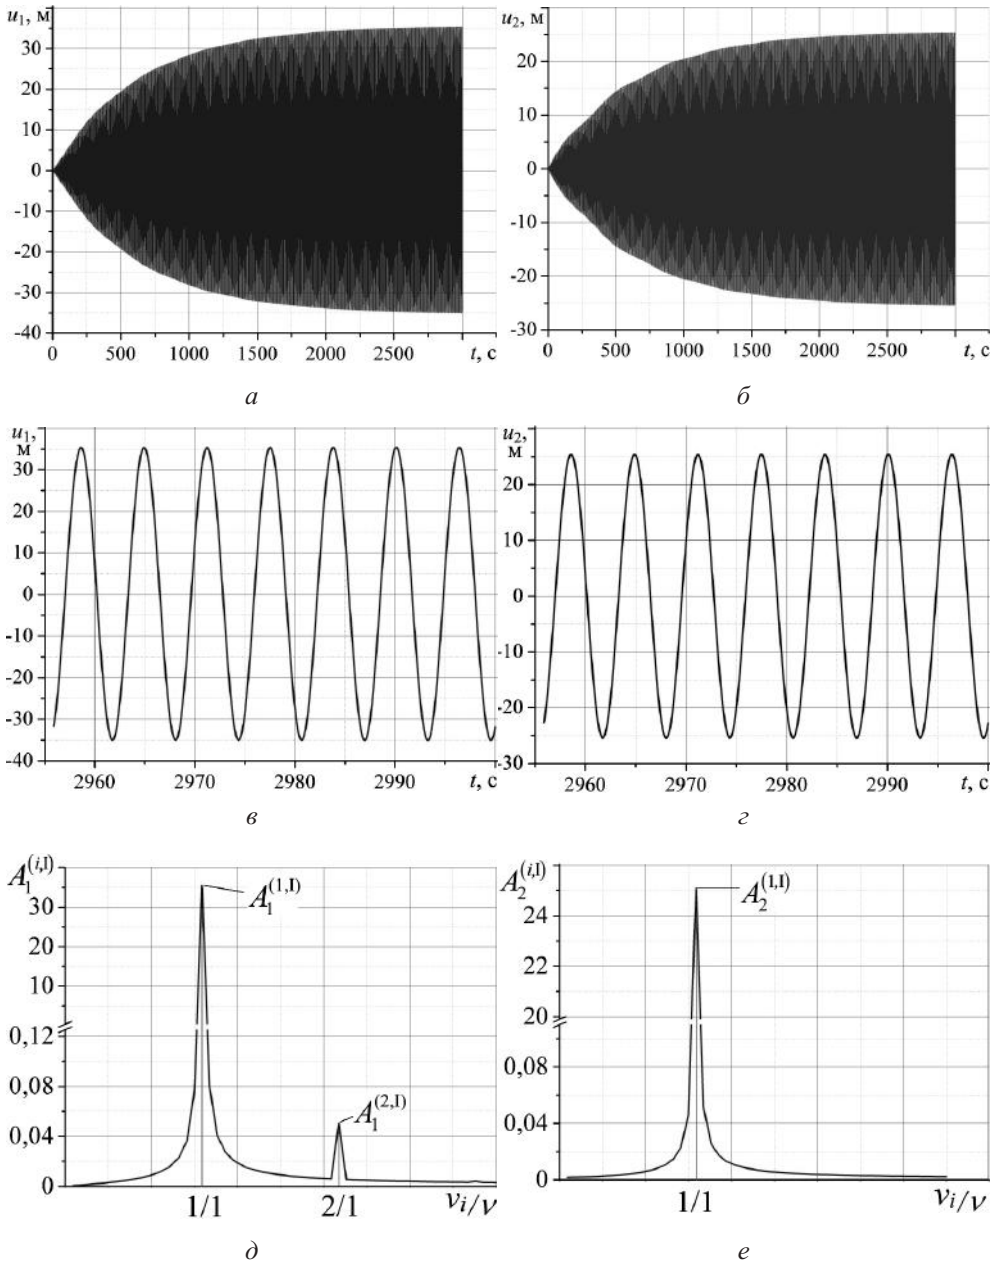 u₁, м
30
20
10
0
-10
-20
-30
-40
0 500 1000 1500 2000 2500 t, с
а
u₂, м
20
10
0
-10
-20
-30
0 500 1000 1500 2000 2500 t, с
б
u₁,
м
30
20
10
0
-10
-20
-30
-40
2960 2970 2980 2990 t, с
в
u₂,
м
20
10
0
-10
-20
-30
2960 2970 2980 2990 t, с
г
A₁^(i,I)
A₁^(1,I)
30
20
10
0,12
0,08
A₁^(2,I)
0,04
0
1/1 2/1 νi/ν
д
A₂^(i,I)
A₂^(1,I)
24
22
20
0,08
0,04
0
1/1 νi/ν
е